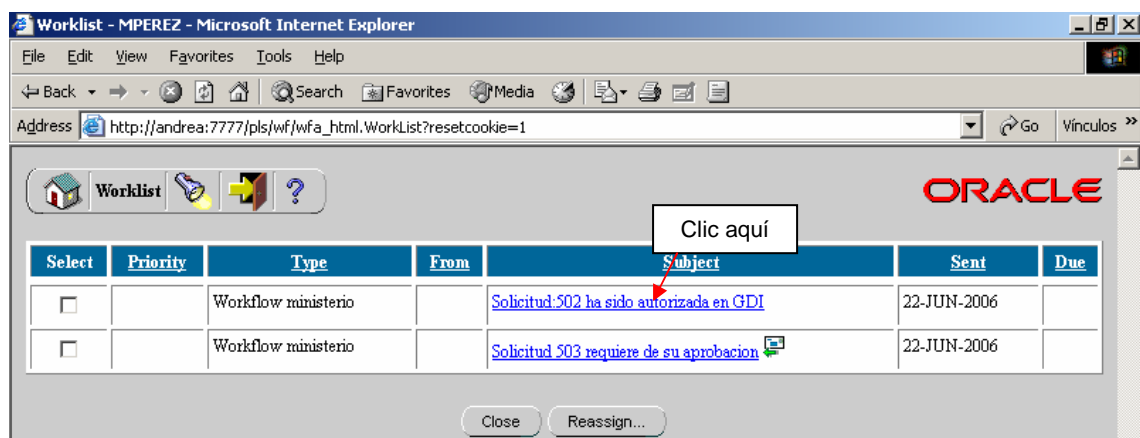 Worklist - MPEREZ - Microsoft Internet Explorer
File Edit View Favorites Tools Help
Back Search Favorites Media
Address http://andrea:7777/pls/wf/wfa_html.WorkList?resetcookie=1 Go Vínculos »
Worklist ? ORACLE
Clic aquí
Select Priority Type From Subject Sent Due
Workflow ministerio Solicitud:502 ha sido autorizada en GDI 22-JUN-2006
Workflow ministerio Solicitud 503 requiere de su aprobacion 22-JUN-2006
Close Reassign...